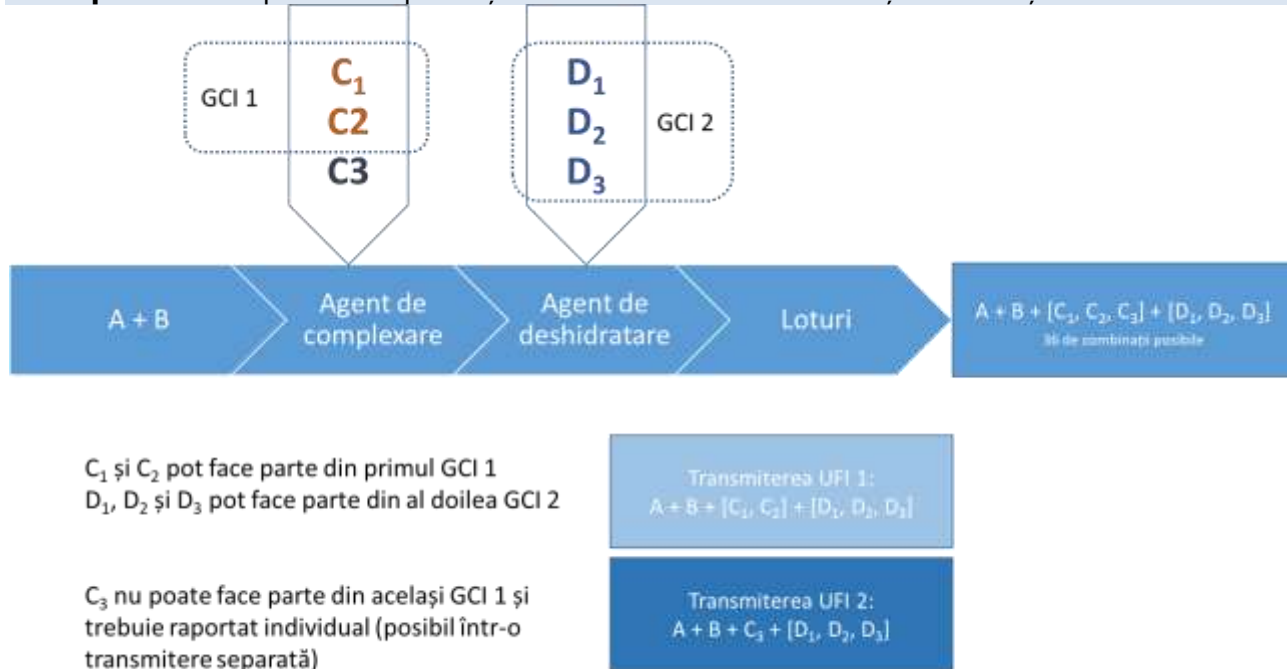 GCI 1
C₁
C2
C3
D₁
D₂
D₃
GCI 2
A + B
Agent de
complexare
Agent de
deshidratare
Loturi
A + B + [C₁, C₂, C₃] + [D₁, D₂, D₃]
36 de combinații posibile
C₁ și C₂ pot face parte din primul GCI 1
D₁, D₂ și D₃ pot face parte din al doilea GCI 2
Transmiterea UFI 1:
A + B + [C₁, C₂] + [D₁, D₂, D₃]
C₃ nu poate face parte din același GCI 1 și
trebuie raportat individual (posibil într-o
transmitere separată)
Transmiterea UFI 2:
A + B + C₃ + [D₁, D₂, D₃]